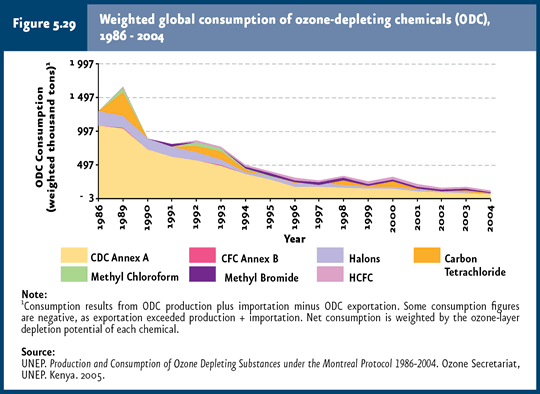 Figure 5.29
Weighted global consumption of ozone-depleting chemicals (ODC),
1986 - 2004
ODC Consumption
(weighted thousand tons)¹
1 997
1 497
997
497
- 3
1986
1989
1990
1991
1992
1993
1994
1995
1996
1997
1998
1999
2000
2001
2002
2003
2004
Year
CDC Annex A
CFC Annex B
Halons
Carbon
Tetrachloride
Methyl Chloroform
Methyl Bromide
HCFC
Note:
¹Consumption results from ODC production plus importation minus ODC exportation. Some consumption figures
are negative, as exportation exceeded production + importation. Net consumption is weighted by the ozone-layer
depletion potential of each chemical.
Source:
UNEP. Production and Consumption of Ozone Depleting Substances under the Montreal Protocol 1986-2004. Ozone Secretariat,
UNEP. Kenya. 2005.